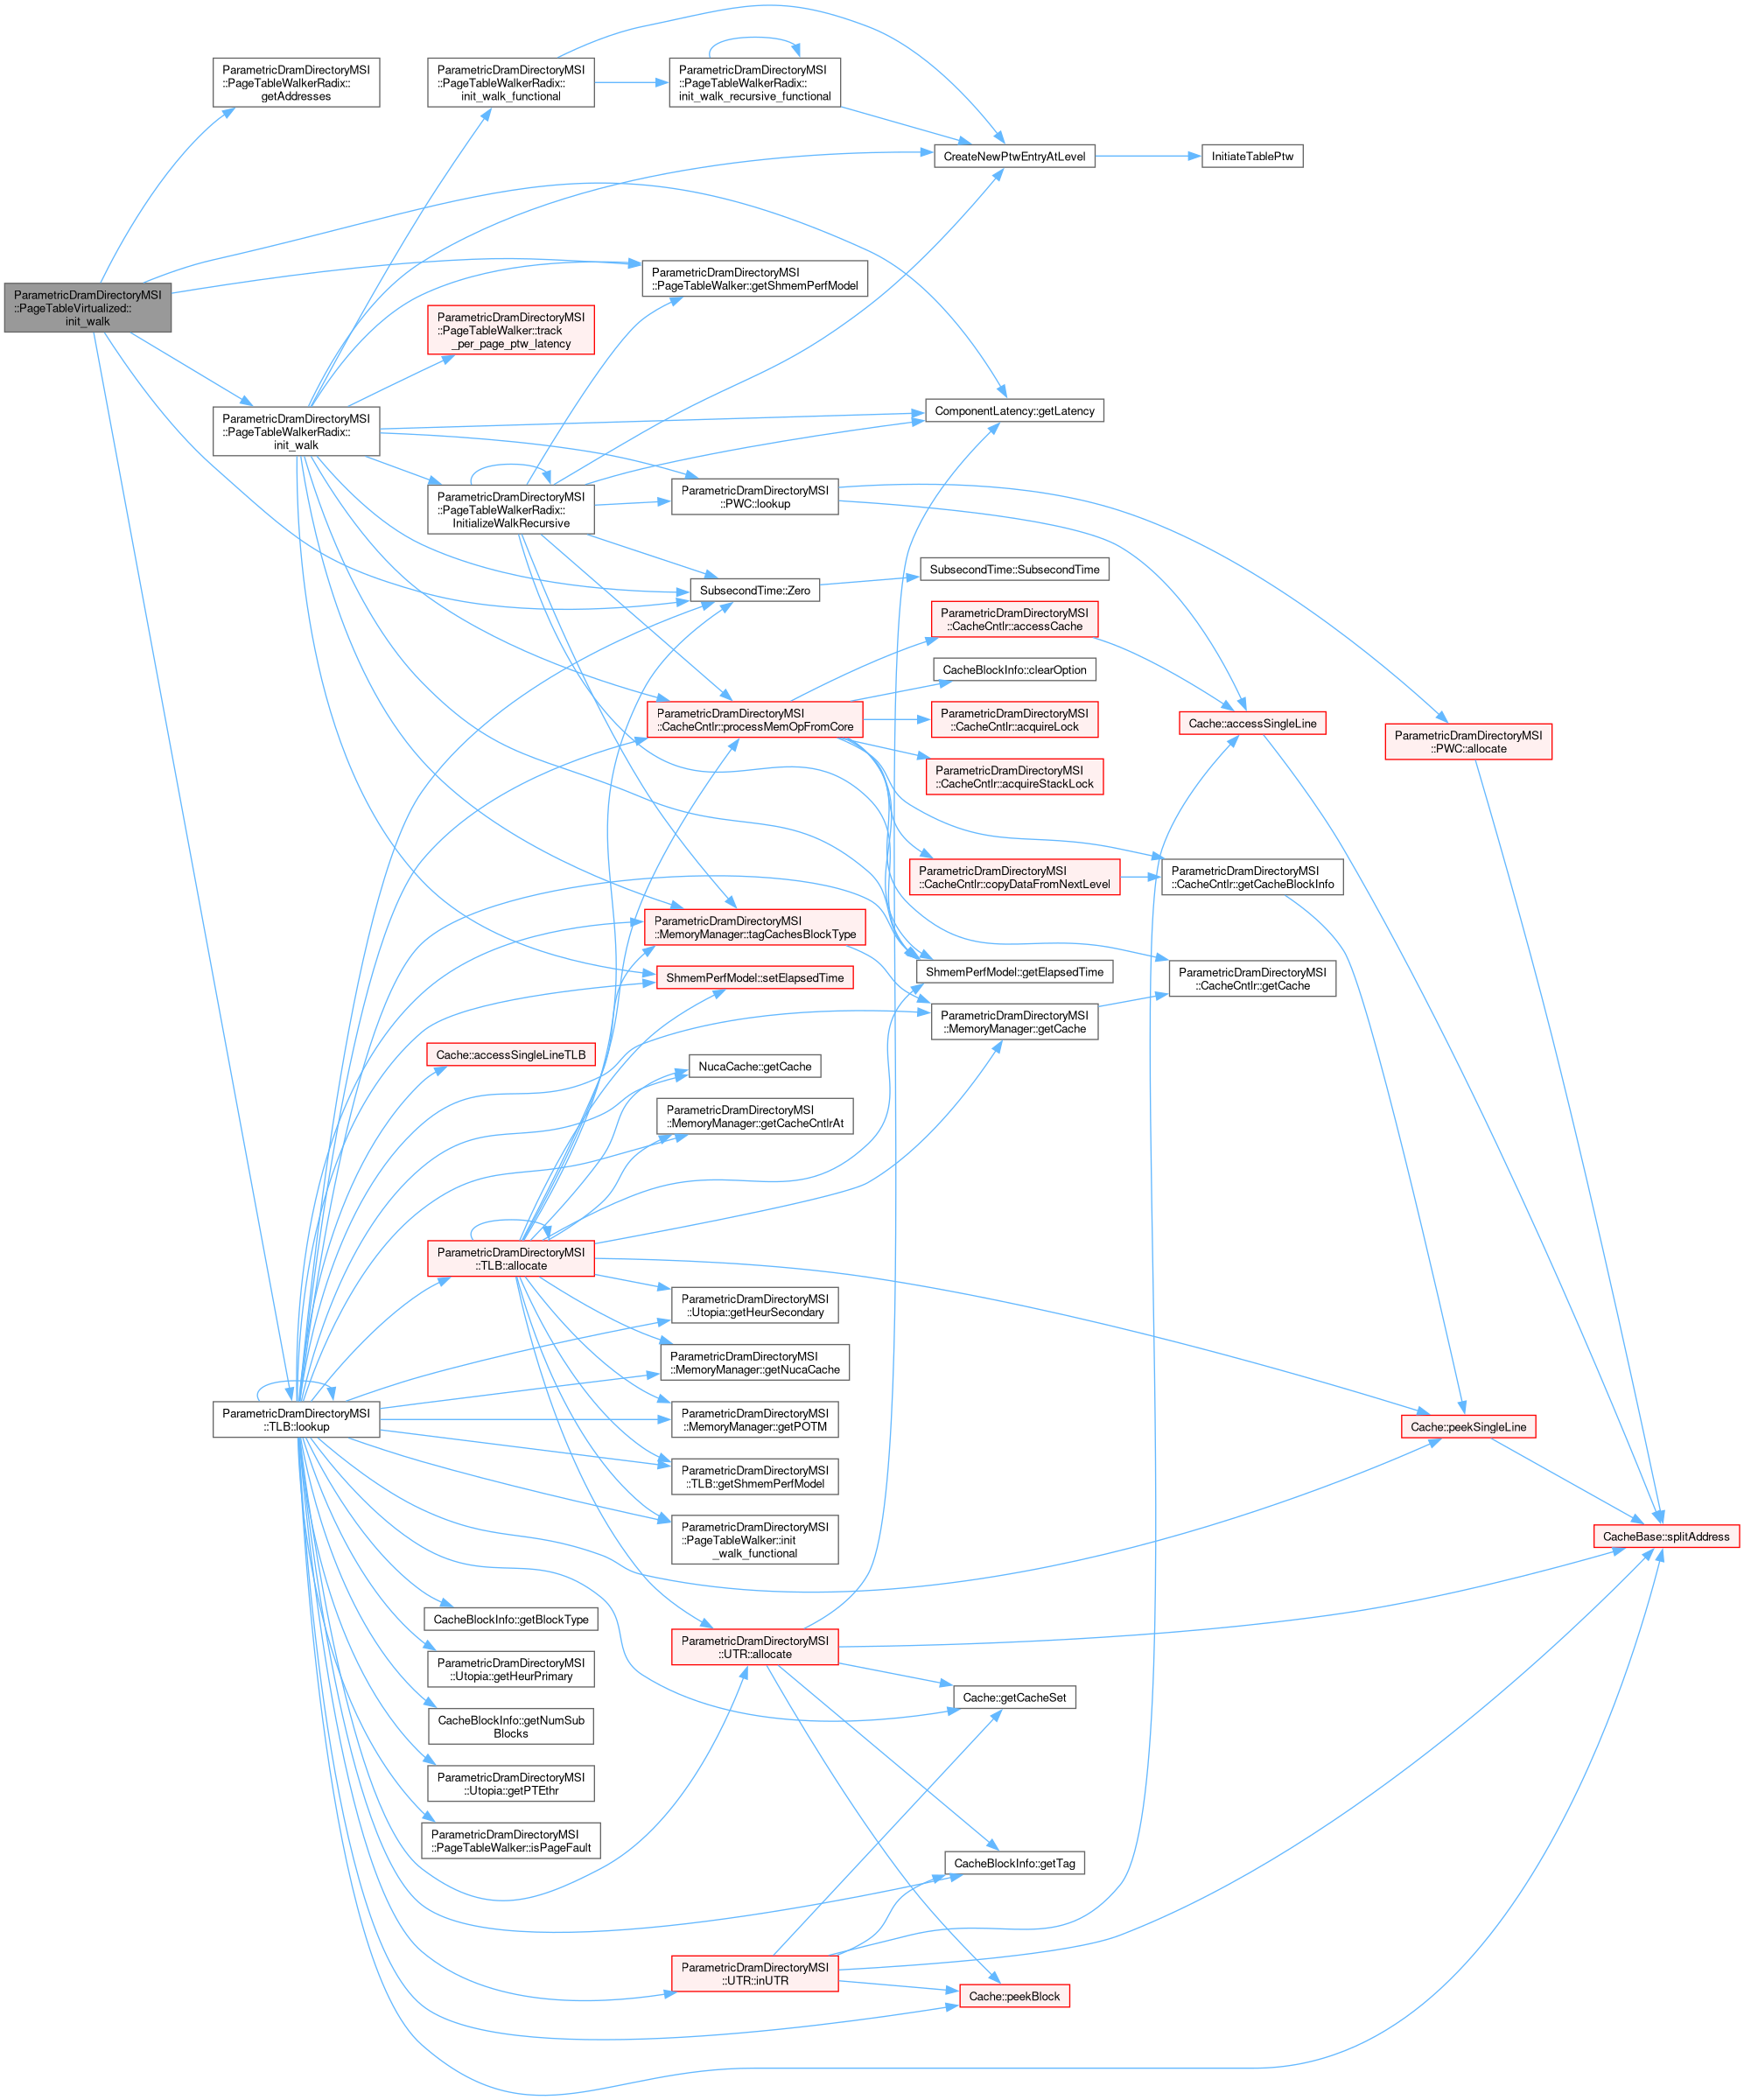 ParametricDramDirectoryMSI
::PageTableVirtualized::
init_walk
ParametricDramDirectoryMSI
::PageTableWalkerRadix::
getAddresses
ParametricDramDirectoryMSI
::PageTableWalkerRadix::
init_walk
ParametricDramDirectoryMSI
::TLB::lookup
ParametricDramDirectoryMSI
::PageTableWalkerRadix::
init_walk_functional
ParametricDramDirectoryMSI
::PageTableWalker::track
_per_page_ptw_latency
ParametricDramDirectoryMSI
::PageTableWalkerRadix::
InitializeWalkRecursive
Cache::accessSingleLineTLB
ParametricDramDirectoryMSI
::TLB::allocate
CacheBlockInfo::getBlockType
ParametricDramDirectoryMSI
::Utopia::getHeurPrimary
CacheBlockInfo::getNumSub
Blocks
ParametricDramDirectoryMSI
::Utopia::getPTEthr
ParametricDramDirectoryMSI
::PageTableWalker::isPageFault
ParametricDramDirectoryMSI
::PageTableWalkerRadix::
init_walk_recursive_functional
ParametricDramDirectoryMSI
::PageTableWalker::getShmemPerfModel
ParametricDramDirectoryMSI
::PWC::lookup
SubsecondTime::Zero
ParametricDramDirectoryMSI
::CacheCntlr::processMemOpFromCore
ParametricDramDirectoryMSI
::MemoryManager::tagCachesBlockType
ShmemPerfModel::setElapsedTime
NucaCache::getCache
ParametricDramDirectoryMSI
::MemoryManager::getCacheCntlrAt
ParametricDramDirectoryMSI
::Utopia::getHeurSecondary
ParametricDramDirectoryMSI
::MemoryManager::getNucaCache
ParametricDramDirectoryMSI
::MemoryManager::getPOTM
ParametricDramDirectoryMSI
::TLB::getShmemPerfModel
ParametricDramDirectoryMSI
::PageTableWalker::init
_walk_functional
ParametricDramDirectoryMSI
::UTR::allocate
ParametricDramDirectoryMSI
::UTR::inUTR
CreateNewPtwEntryAtLevel
ComponentLatency::getLatency
SubsecondTime::SubsecondTime
ParametricDramDirectoryMSI
::CacheCntlr::accessCache
CacheBlockInfo::clearOption
ParametricDramDirectoryMSI
::CacheCntlr::acquireLock
ParametricDramDirectoryMSI
::CacheCntlr::acquireStackLock
ParametricDramDirectoryMSI
::CacheCntlr::copyDataFromNextLevel
ShmemPerfModel::getElapsedTime
ParametricDramDirectoryMSI
::MemoryManager::getCache
Cache::getCacheSet
CacheBlockInfo::getTag
Cache::peekBlock
InitiateTablePtw
Cache::accessSingleLine
ParametricDramDirectoryMSI
::CacheCntlr::getCacheBlockInfo
ParametricDramDirectoryMSI
::CacheCntlr::getCache
ParametricDramDirectoryMSI
::PWC::allocate
Cache::peekSingleLine
CacheBase::splitAddress